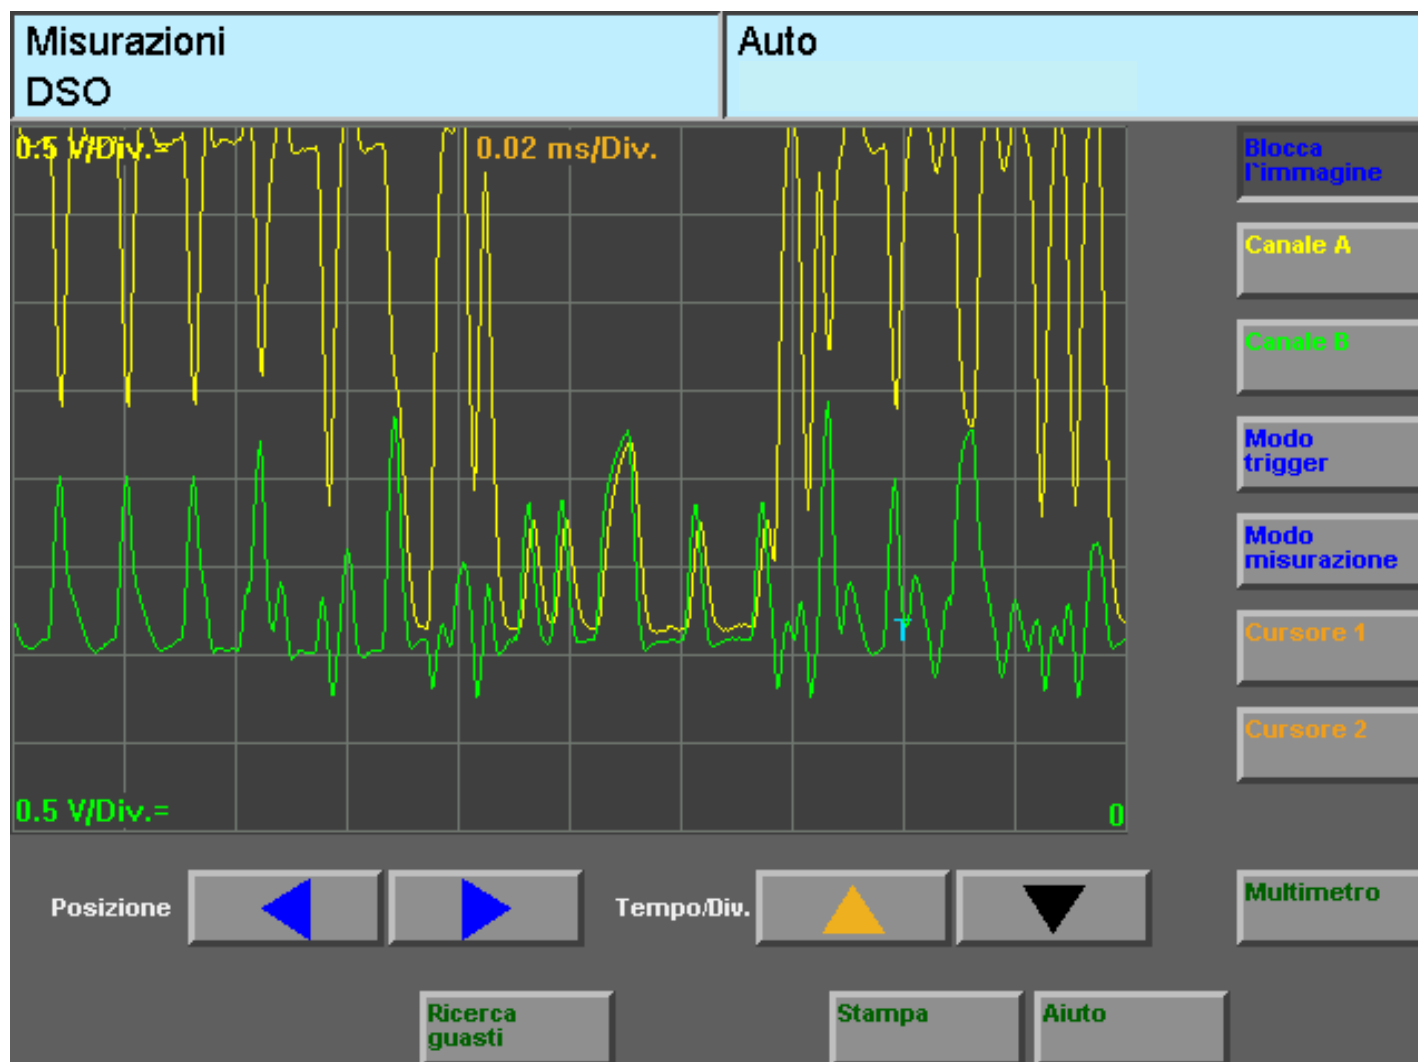 Misurazioni
DSO
Auto
0.5 V/Div.=
0.02 ms/Div.
Blocca
l`immagine
Canale A
Canale B
Modo
trigger
Modo
misurazione
T
Cursore 1
Cursore 2
0.5 V/Div.=
0
Posizione
Tempo/Div.
Multimetro
Ricerca
guasti
Stampa
Aiuto